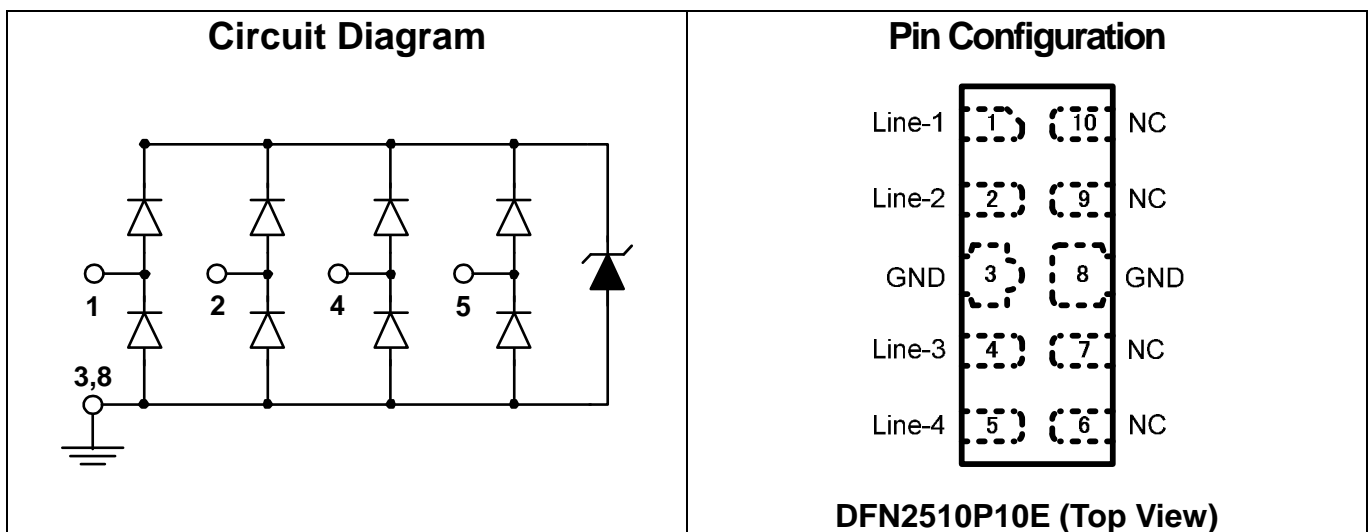 Circuit Diagram
1
2
4
5
3,8
Pin Configuration
Line-1 1 10 NC
Line-2 2 9 NC
GND 3 8 GND
Line-3 4 7 NC
Line-4 5 6 NC
DFN2510P10E (Top View)